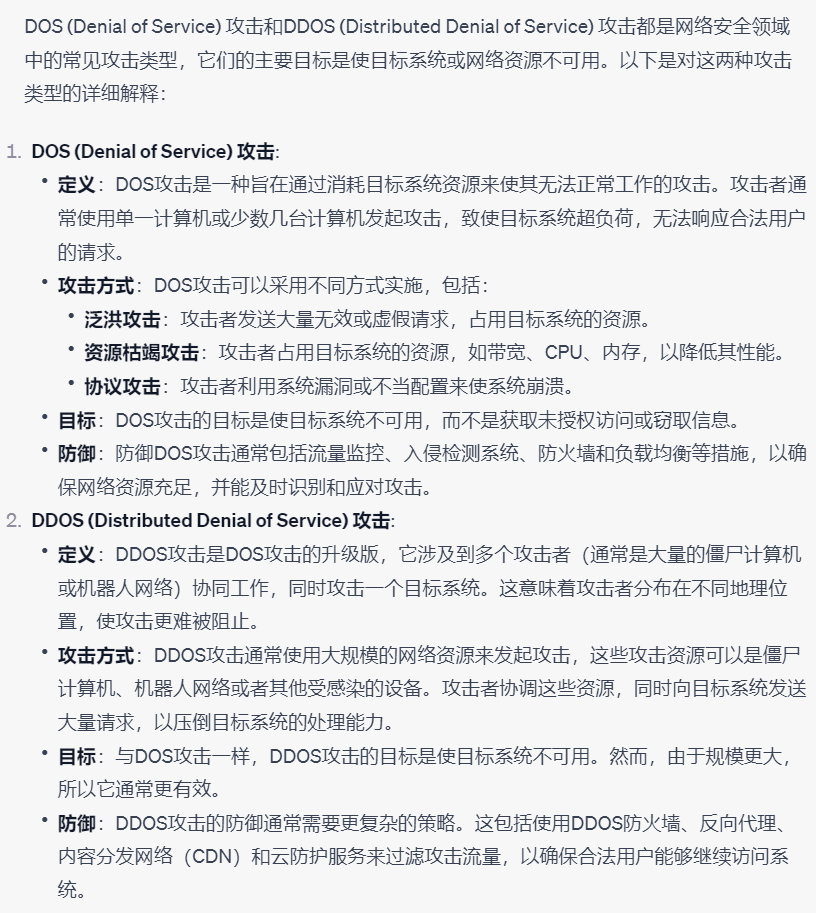 DOS (Denial of Service) 攻击和DDOS (Distributed Denial of Service) 攻击都是网络安全领域
中的常见攻击类型，它们的主要目标是使目标系统或网络资源不可用。以下是对这两种攻击
类型的详细解释：
1. DOS (Denial of Service) 攻击:
• 定义：DOS攻击是一种旨在通过消耗目标系统资源来使其无法正常工作的攻击。攻击者通
常使用单一计算机或少数几台计算机发起攻击，致使目标系统超负荷，无法响应合法用户
的请求。
• 攻击方式：DOS攻击可以采用不同方式实施，包括：
• 泛洪攻击：攻击者发送大量无效或虚假请求，占用目标系统的资源。
• 资源枯竭攻击：攻击者占用目标系统的资源，如带宽、CPU、内存，以降低其性能。
• 协议攻击：攻击者利用系统漏洞或不当配置来使系统崩溃。
• 目标：DOS攻击的目标是使目标系统不可用，而不是获取未授权访问或窃取信息。
• 防御：防御DOS攻击通常包括流量监控、入侵检测系统、防火墙和负载均衡等措施，以确
保网络资源充足，并能及时识别和应对攻击。
2. DDOS (Distributed Denial of Service) 攻击:
• 定义：DDOS攻击是DOS攻击的升级版，它涉及到多个攻击者（通常是大量的僵尸计算机
或机器人网络）协同工作，同时攻击一个目标系统。这意味着攻击者分布在不同地理位
置，使攻击更难被阻止。
• 攻击方式：DDOS攻击通常使用大规模的网络资源来发起攻击，这些攻击资源可以是僵尸
计算机、机器人网络或者其他受感染的设备。攻击者协调这些资源，同时向目标系统发送
大量请求，以压倒目标系统的处理能力。
• 目标：与DOS攻击一样，DDOS攻击的目标是使目标系统不可用。然而，由于规模更大，
所以它通常更有效。
• 防御：DDOS攻击的防御通常需要更复杂的策略。这包括使用DDOS防火墙、反向代理、
内容分发网络（CDN）和云防护服务来过滤攻击流量，以确保合法用户能够继续访问系
统。